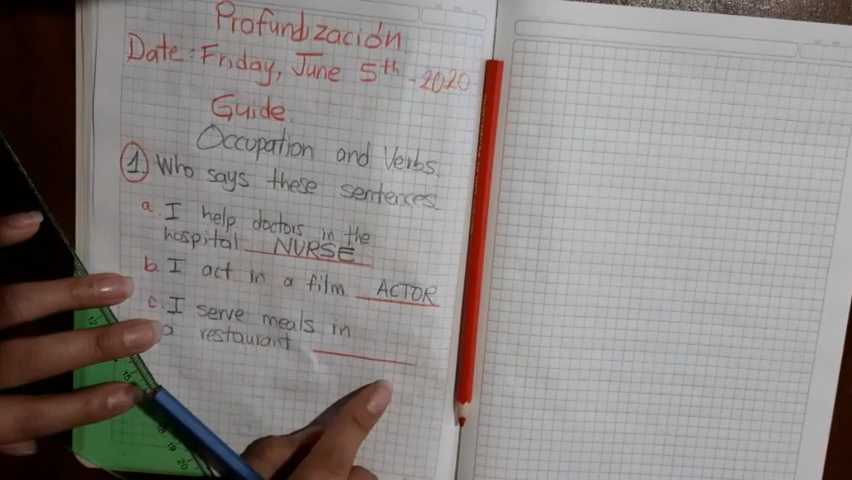 Profundización
Date: Friday, June 5th - 2020
Guide.
Occupation and Verbs.
1. Who says these sentences.
a. I help doctors in the
hospital NURSE
b. I act in a film ACTOR
c. I serve meals in
a restaurant